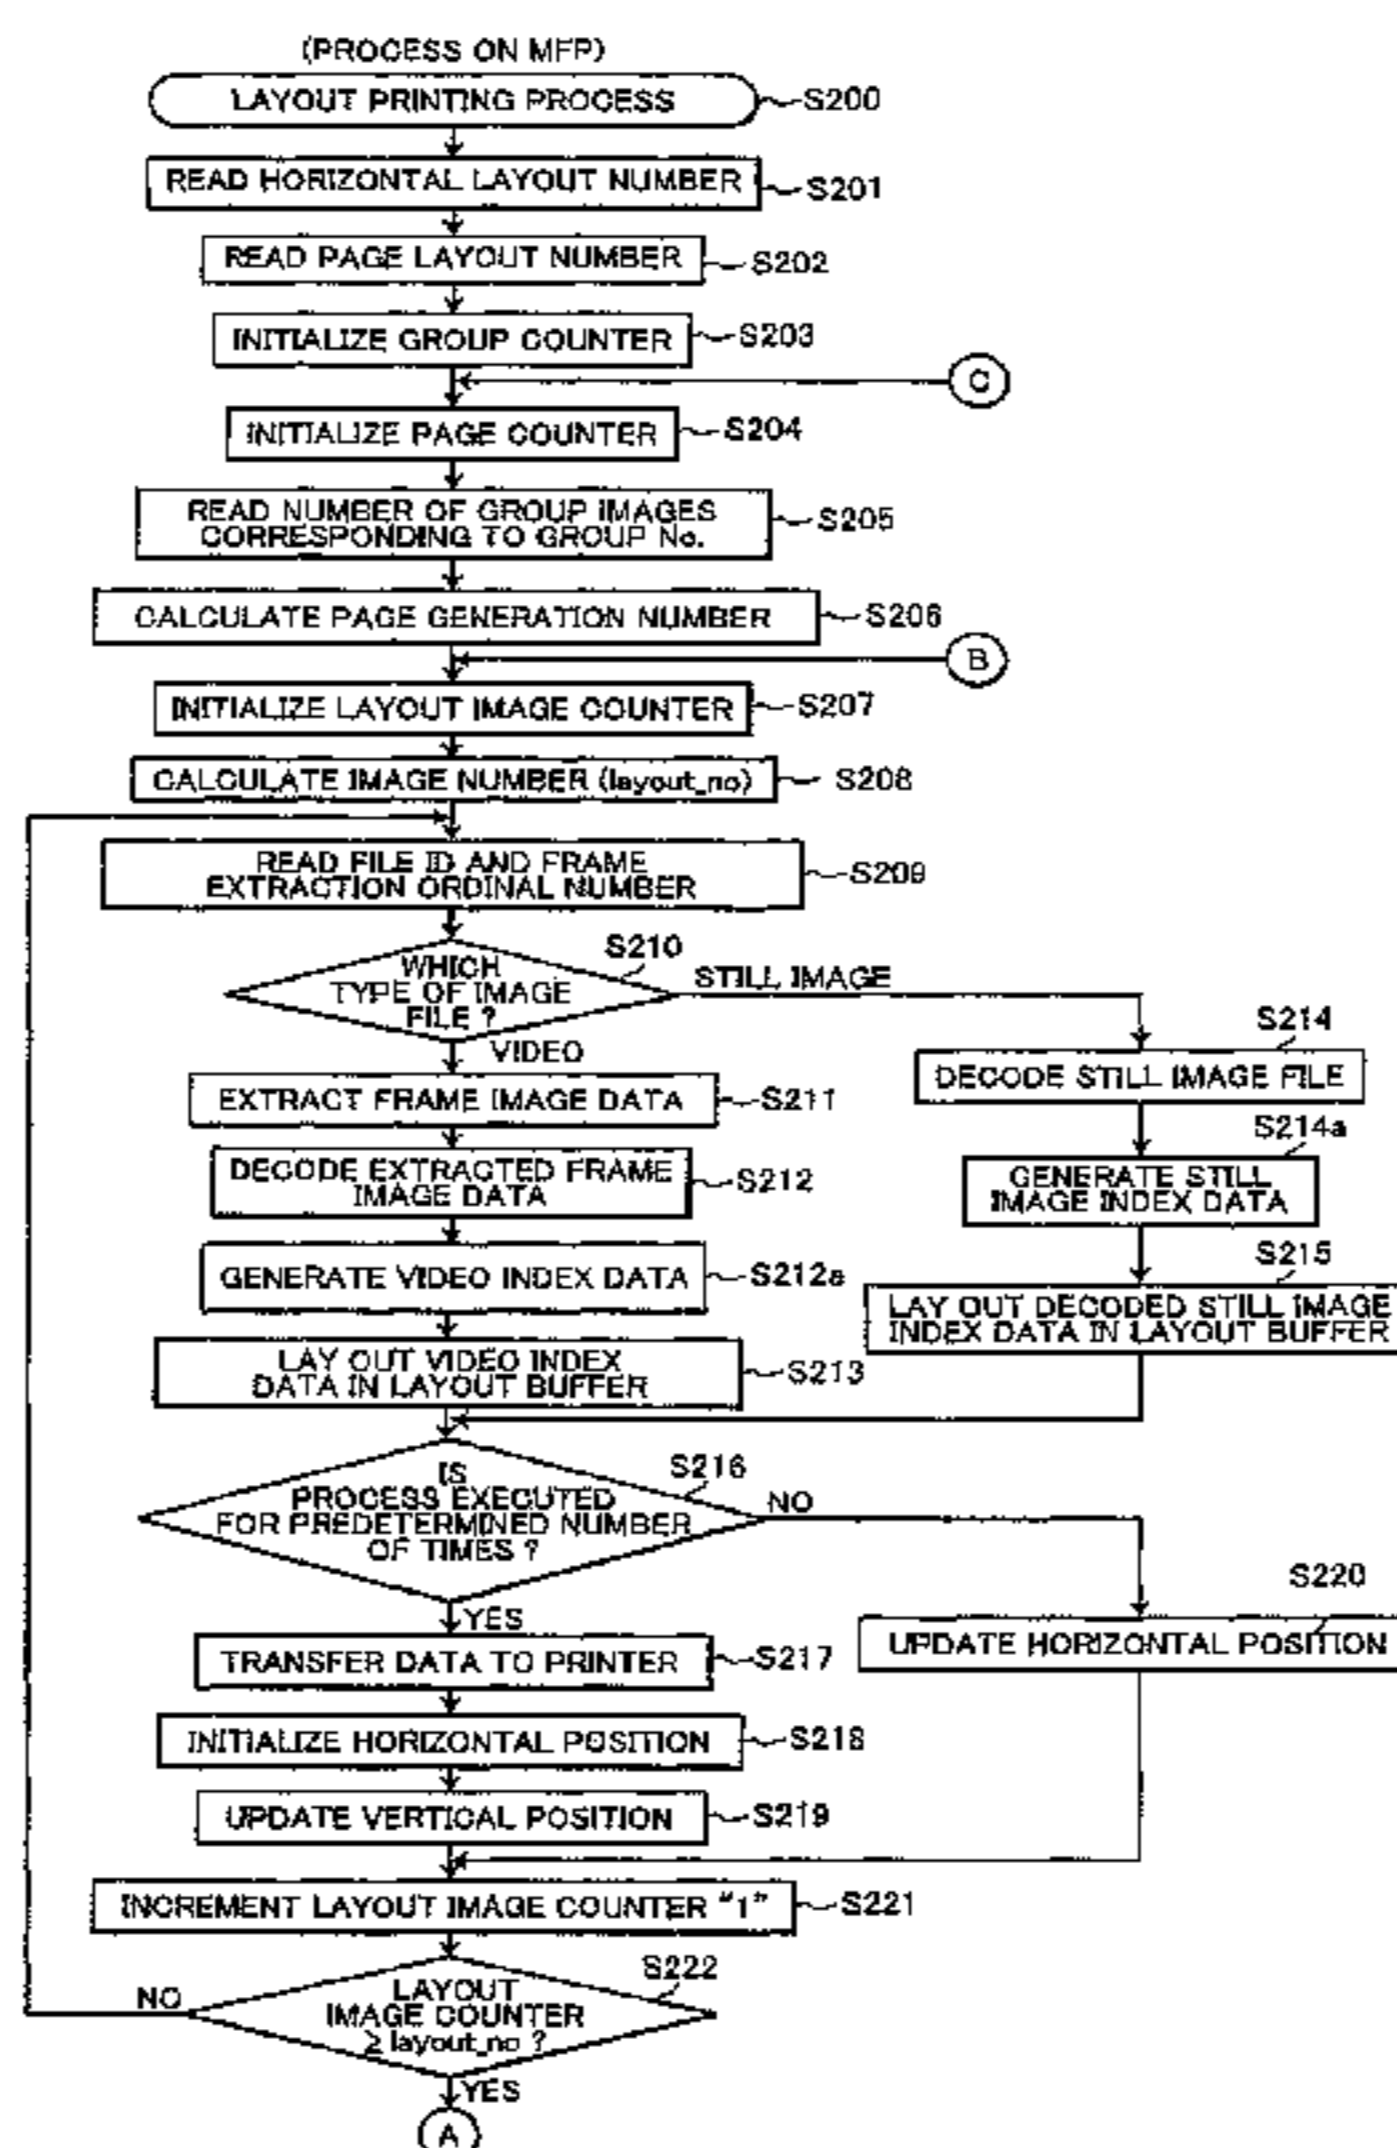 (PROCESS ON MFP)
LAYOUT PRINTING PROCESS
S200
READ HORIZONTAL LAYOUT NUMBER
S201
READ PAGE LAYOUT NUMBER
S202
INITIALIZE GROUP COUNTER
S203
C
INITIALIZE PAGE COUNTER
S204
READ NUMBER OF GROUP IMAGES
CORRESPONDING TO GROUP No.
S205
CALCULATE PAGE GENERATION NUMBER
S206
B
INITIALIZE LAYOUT IMAGE COUNTER
S207
CALCULATE IMAGE NUMBER (layout_no)
S208
READ FILE ID AND FRAME
EXTRACTION ORDINAL NUMBER
S209
S210
WHICH
TYPE OF IMAGE
FILE ?
STILL IMAGE
VIDEO
S214
DECODE STILL IMAGE FILE
EXTRACT FRAME IMAGE DATA
S211
S214a
GENERATE STILL
IMAGE INDEX DATA
DECODE EXTRACTED FRAME
IMAGE DATA
S212
GENERATE VIDEO INDEX DATA
S212a
S215
LAY OUT DECODED STILL IMAGE
INDEX DATA IN LAYOUT BUFFER
LAY OUT VIDEO INDEX
DATA IN LAYOUT BUFFER
S213
S216
IS
PROCESS EXECUTED
FOR PREDETERMINED NUMBER
OF TIMES ?
NO
YES
S220
UPDATE HORIZONTAL POSITION
TRANSFER DATA TO PRINTER
S217
INITIALIZE HORIZONTAL POSITION
S218
UPDATE VERTICAL POSITION
S219
INCREMENT LAYOUT IMAGE COUNTER "1"
S221
S222
LAYOUT
IMAGE COUNTER
≥ layout_no ?
NO
YES
A